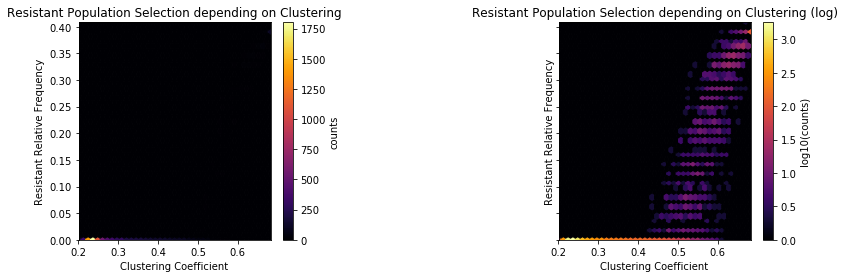 Resistant Population Selection depending on Clustering
Resistant Relative Frequency
0.40
0.35
0.30
0.25
0.20
0.15
0.10
0.05
0.00
0.2 0.3 0.4 0.5 0.6
Clustering Coefficient
1750
1500
1250
1000
750
500
250
0
counts
Resistant Population Selection depending on Clustering (log)
Resistant Relative Frequency
0.2 0.3 0.4 0.5 0.6
Clustering Coefficient
3.0
2.5
2.0
1.5
1.0
0.5
0.0
log10(counts)